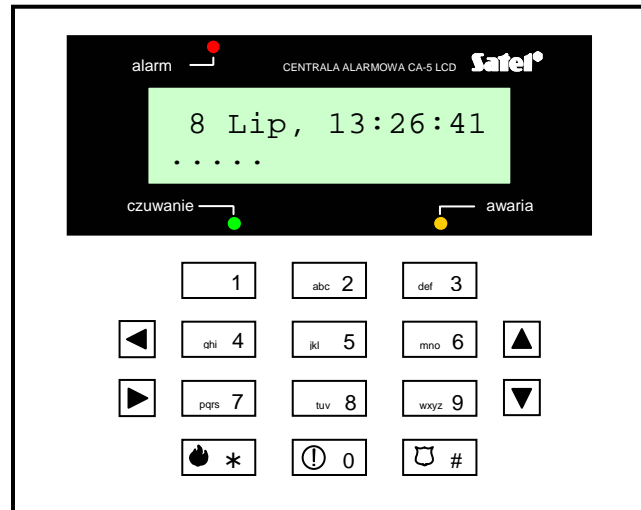 alarm
CENTRALA ALARMOWA CA-5 LCD
Satel®
8 Lip, 13:26:41
.....
czuwanie
awaria
1
abc 2
def 3
ghi 4
jkl 5
mno 6
pqrs 7
tuv 8
wxyz 9
*
0
#